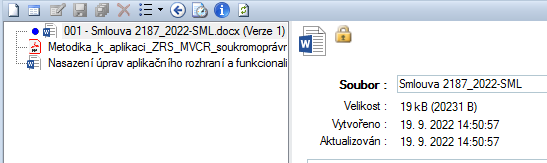 001 - Smlouva 2187_2022-SML.docx (Verze 1)
Metodika_k_aplikaci_ZRS_MVCR_soukromoprávr
Nasazení úprav aplikačního rozhraní a funkcionali
Soubor : Smlouva 2187_2022-SML
Velikost : 19 kB (20231 B)
Vytvořeno : 19. 9. 2022 14:50:57
Aktualizován : 19. 9. 2022 14:50:57